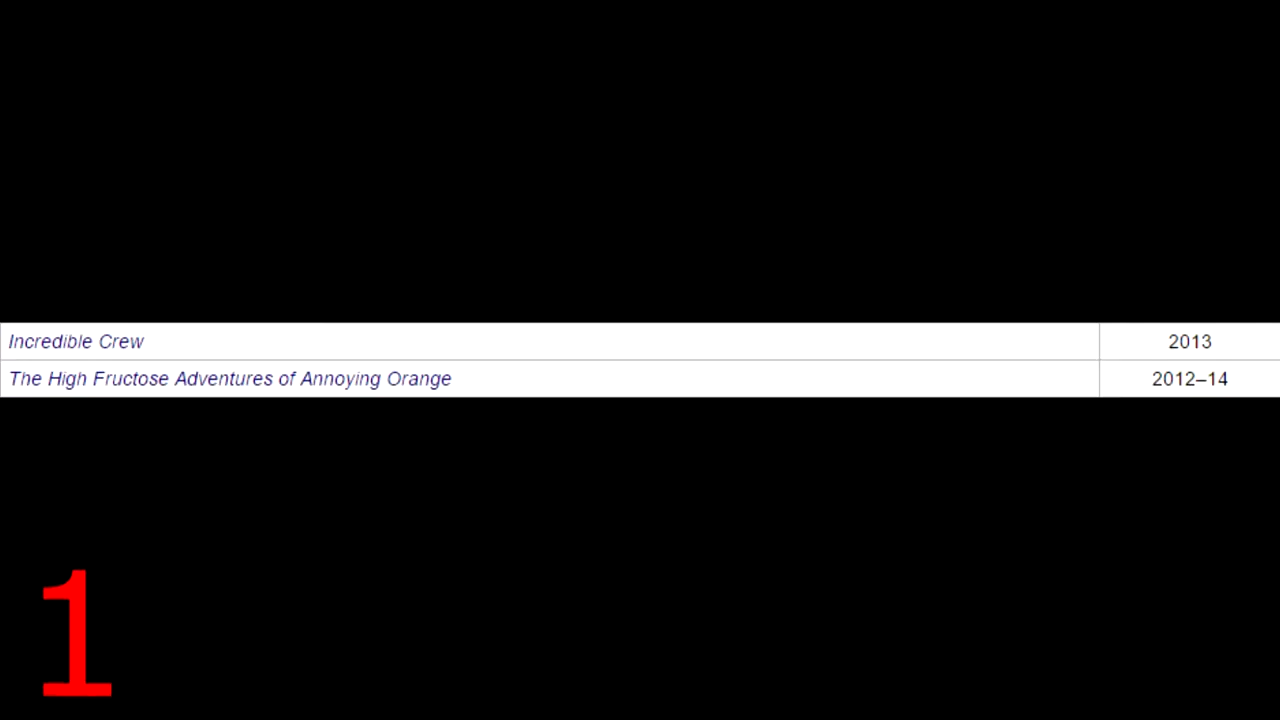 Incredible Crew 2013
The High Fructose Adventures of Annoying Orange 2012–14
1